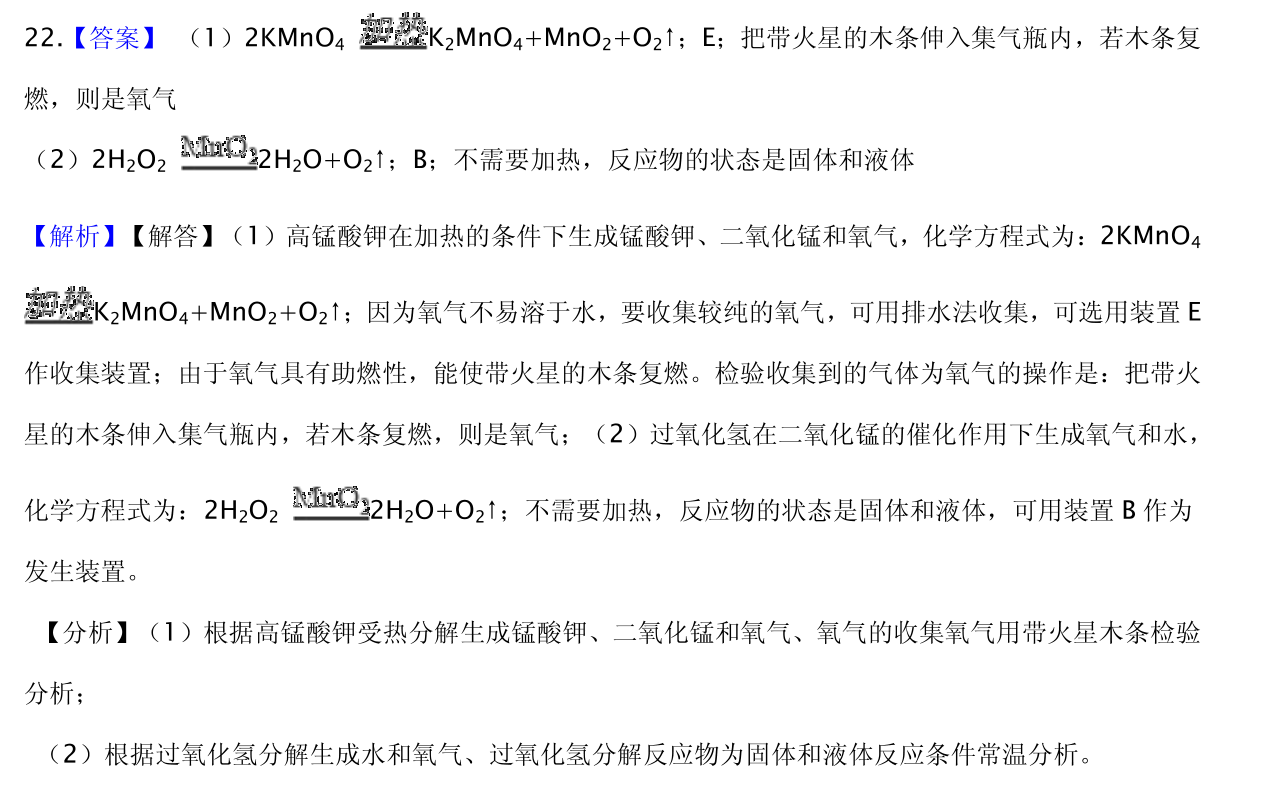 22.【答案】 （1）2KMnO₄ 加热 K₂MnO₄+MnO₂+O₂↑；E；把带火星的木条伸入集气瓶内，若木条复
燃，则是氧气
（2）2H₂O₂ MnO₂ 2H₂O+O₂↑；B；不需要加热，反应物的状态是固体和液体
【解析】【解答】（1）高锰酸钾在加热的条件下生成锰酸钾、二氧化锰和氧气，化学方程式为：2KMnO₄
加热 K₂MnO₄+MnO₂+O₂↑；因为氧气不易溶于水，要收集较纯的氧气，可用排水法收集，可选用装置 E
作收集装置；由于氧气具有助燃性，能使带火星的木条复燃。检验收集到的气体为氧气的操作是：把带火
星的木条伸入集气瓶内，若木条复燃，则是氧气；（2）过氧化氢在二氧化锰的催化作用下生成氧气和水，
化学方程式为：2H₂O₂ MnO₂ 2H₂O+O₂↑；不需要加热，反应物的状态是固体和液体，可用装置 B 作为
发生装置。
【分析】（1）根据高锰酸钾受热分解生成锰酸钾、二氧化锰和氧气、氧气的收集氧气用带火星木条检验
分析；
（2）根据过氧化氢分解生成水和氧气、过氧化氢分解反应物为固体和液体反应条件常温分析。